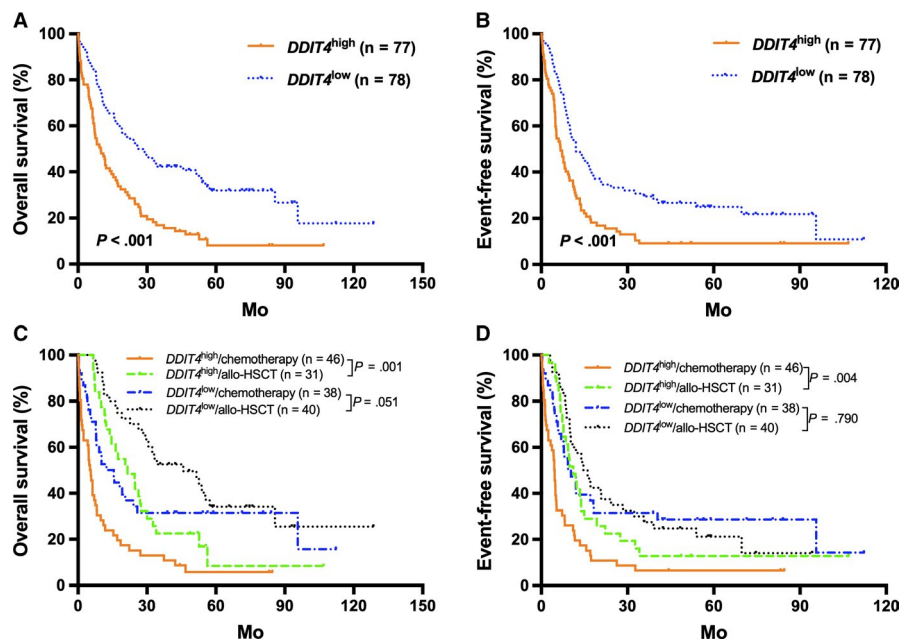 A
Overall survival (%)
100
80
60
40
20
0
DDIT4high (n = 77)
DDIT4low (n = 78)
P < .001
0 30 60 90 120 150
Mo
B
Event-free survival (%)
100
80
60
40
20
0
DDIT4high (n = 77)
DDIT4low (n = 78)
P < .001
0 30 60 90 120
Mo
C
Overall survival (%)
100
80
60
40
20
0
DDIT4high/chemotherapy (n = 46)
DDIT4high/allo-HSCT (n = 31)
P = .001
DDIT4low/chemotherapy (n = 38)
DDIT4low/allo-HSCT (n = 40)
P = .051
0 30 60 90 120 150
Mo
D
Event-free survival (%)
100
80
60
40
20
0
DDIT4high/chemotherapy (n = 46)
DDIT4high/allo-HSCT (n = 31)
P = .004
DDIT4low/chemotherapy (n = 38)
DDIT4low/allo-HSCT (n = 40)
P = .790
0 30 60 90 120
Mo